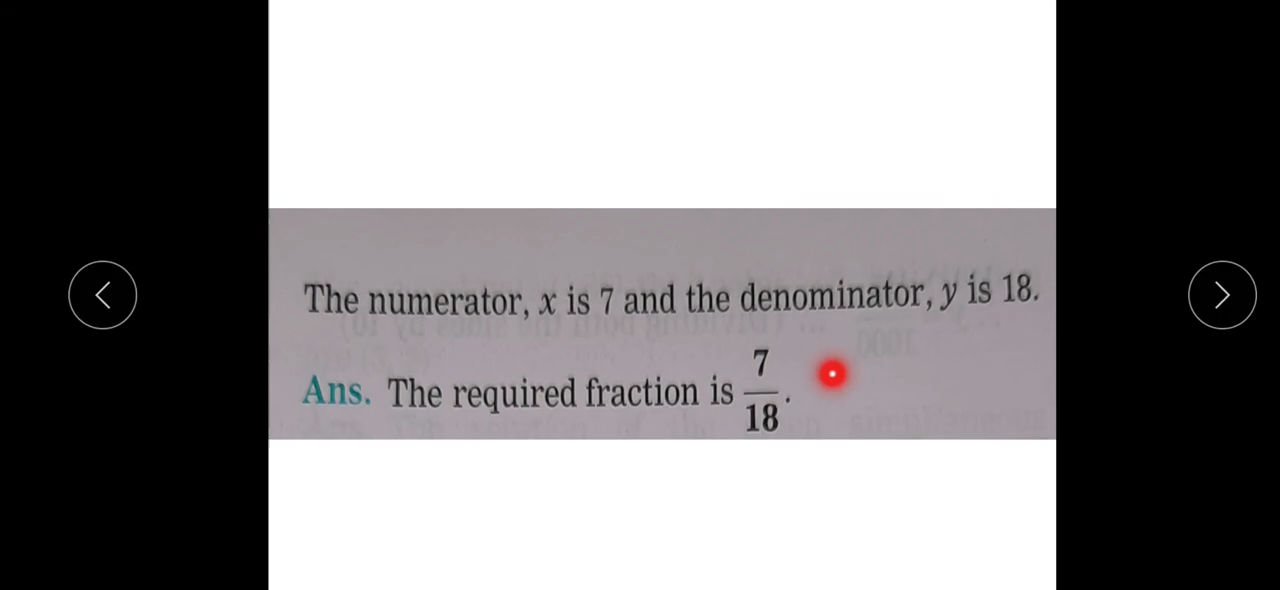 The numerator, x is 7 and the denominator, y is 18.
Ans. The required fraction is 7/18.